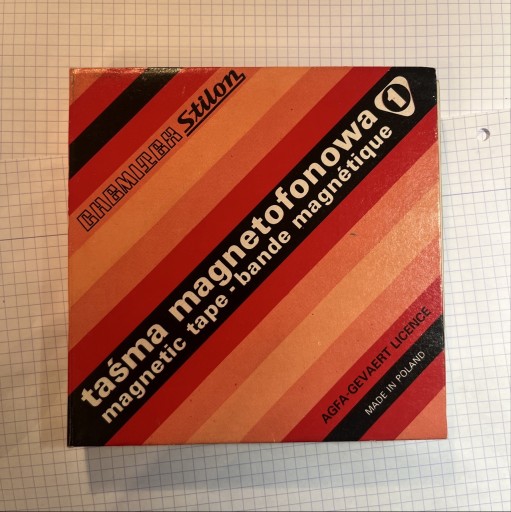 CHEMITEX Stilon
taśma magnetofonowa 1
magnetic tape - bande magnétique
AGFA-GEVAERT LICENCE
MADE IN POLAND